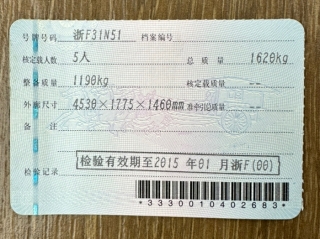 号牌号码 浙F31N51 档案编号
核定载人数 5人 总质量 1620kg
整备质量 1190kg 核定载质量 --
外廓尺寸 4530×1775×1460mm 准牵引总质量 --
备注
检验记录 检验有效期至2015 年01 月浙F(00)
*3330010402683*